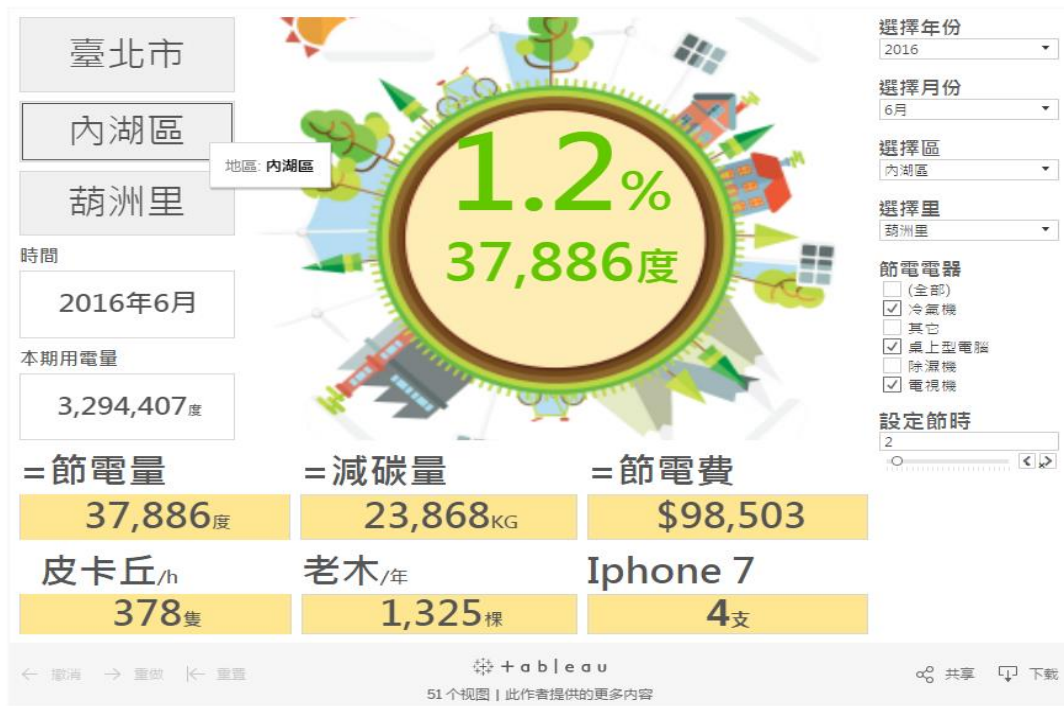 臺北市
內湖區
地區: 內湖區
葫洲里
時間
2016年6月
本期用電量
3,294,407度
1.2%
37,886度
選擇年份
2016
選擇月份
6月
選擇區
內湖區
選擇里
葫洲里
節電電器
(全部)
冷氣機
其它
桌上型電腦
除濕機
電視機
設定節時
2
=節電量
37,886度
=減碳量
23,868KG
=節電費
$98,503
皮卡丘/h
378隻
老木/年
1,325棵
Iphone 7
4支
← 撤消 → 重做 |← 重置
+ableau
共享 下载
51 个视图 | 此作者提供的更多内容